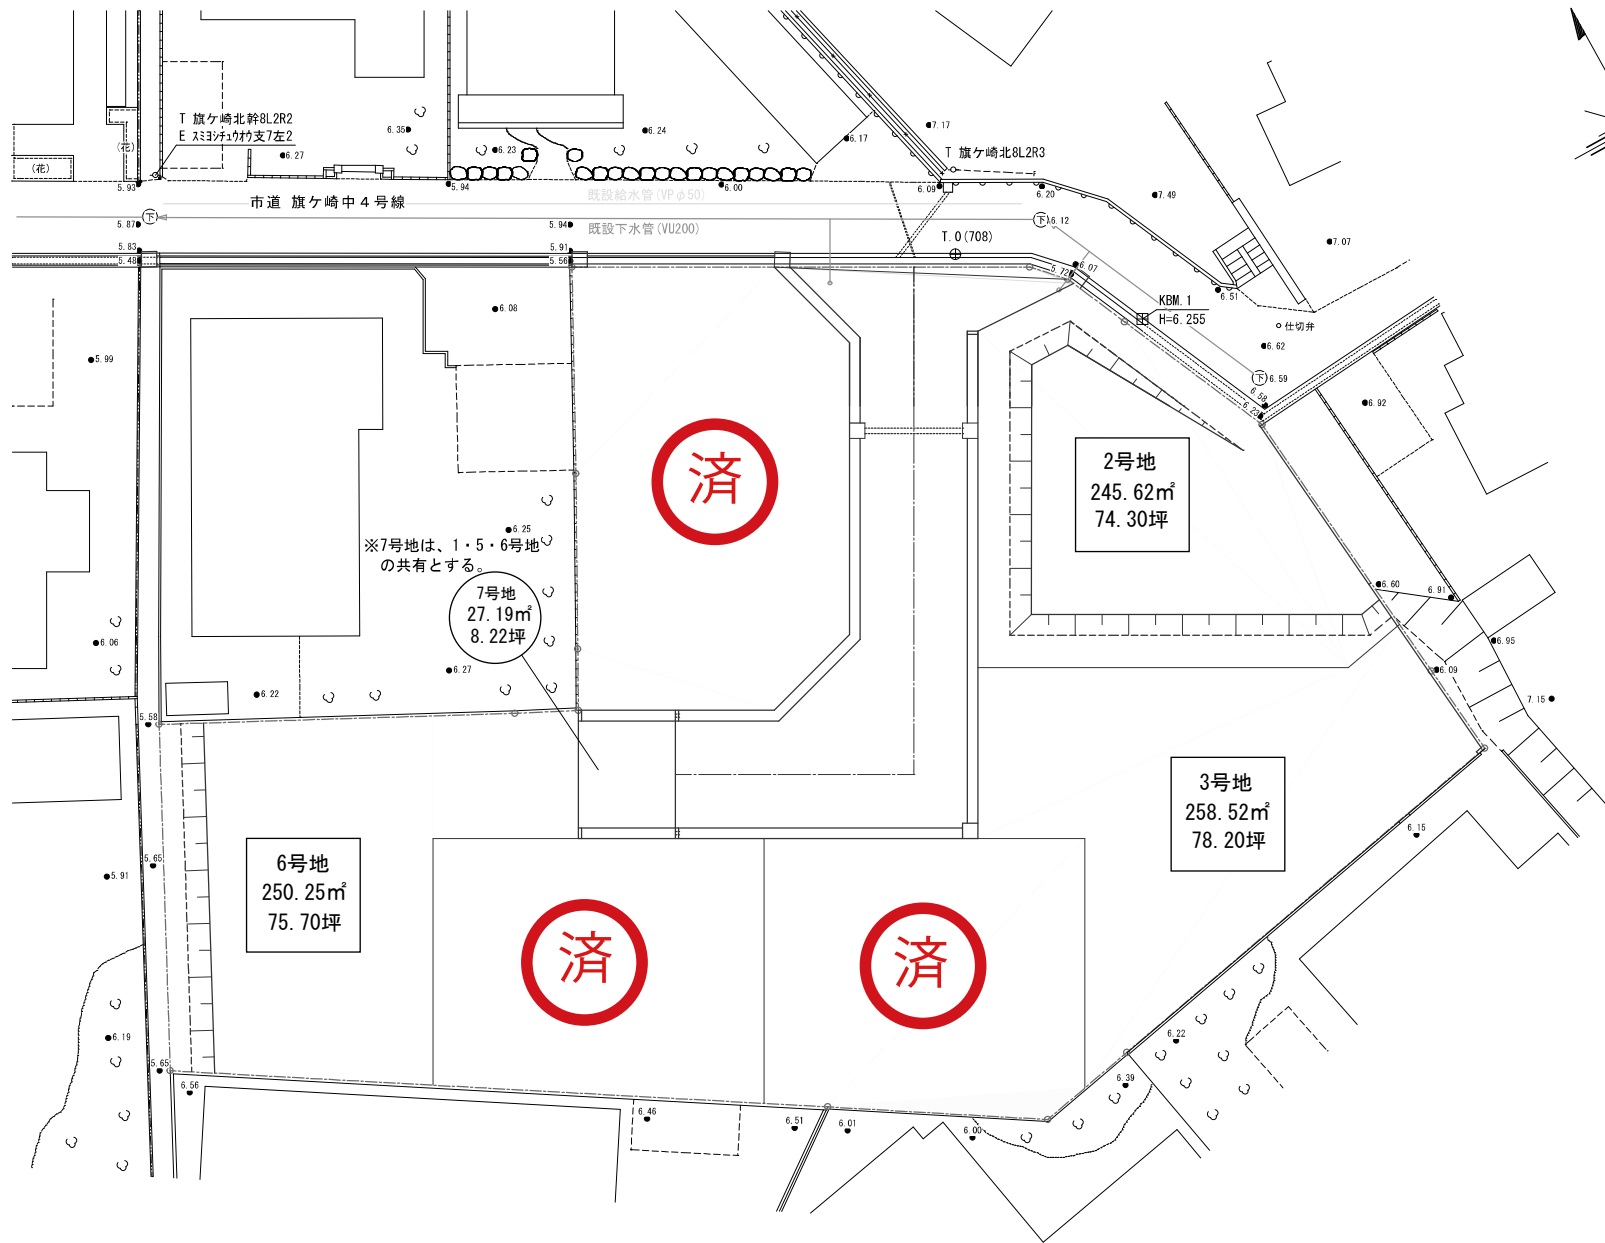 T 旗ケ崎北幹8L2R2
E ｽﾐﾖｼﾁｭｳｵｳ支7左2
(花)
(花)
6.35
6.27
6.23
6.24
6.17
7.17
T 旗ケ崎北8L2R3
5.93
5.94
6.00
6.09
6.20
7.49
市道 旗ケ崎中４号線
既設給水管(VPφ50)
既設下水管(VU200)
下
5.87
5.94
下
6.12
T.0(708)
7.07
5.83
5.48
5.91
5.56
5.72
6.07
6.51
KBM.1
H=6.255
仕切弁
6.08
5.99
6.62
下
6.59
6.58
6.23
6.92
済
2号地
245.62㎡
74.30坪
6.25
※7号地は、1・5・6号地
の共有とする。
7号地
27.19㎡
8.22坪
6.60
6.91
6.06
6.27
6.22
6.95
6.09
7.15
5.58
3号地
258.52㎡
78.20坪
6.15
5.65
5.91
6号地
250.25㎡
75.70坪
済
済
6.19
5.65
6.56
6.46
6.51
6.01
6.00
6.39
6.22